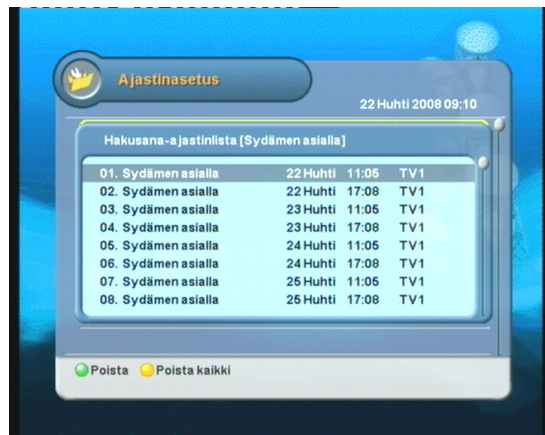 Ajastinasetus
22 Huhti 2008 09:10
Hakusana-ajastinlista [Sydämen asialla]
01. Sydämen asialla 22 Huhti 11:05 TV1
02. Sydämen asialla 22 Huhti 17:08 TV1
03. Sydämen asialla 23 Huhti 11:05 TV1
04. Sydämen asialla 23 Huhti 17:08 TV1
05. Sydämen asialla 24 Huhti 11:05 TV1
06. Sydämen asialla 24 Huhti 17:08 TV1
07. Sydämen asialla 25 Huhti 11:05 TV1
08. Sydämen asialla 25 Huhti 17:08 TV1
Poista Poista kaikki